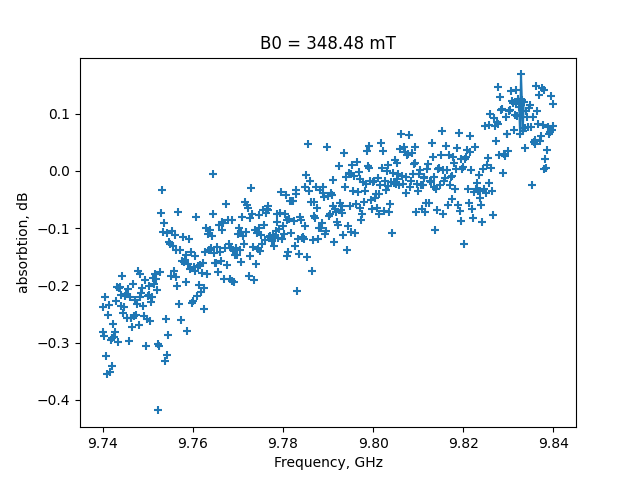 B0 = 348.48 mT
absorbtion, dB
0.1
0.0
−0.1
−0.2
−0.3
−0.4
9.74 9.76 9.78 9.80 9.82 9.84
Frequency, GHz